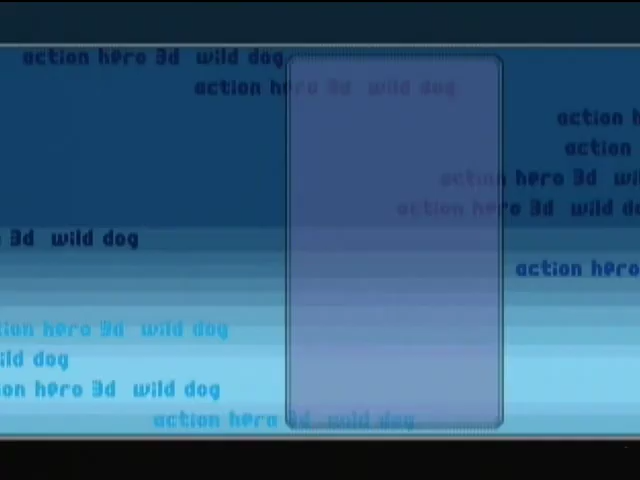 action hero 3d wild dog
action hero 3d wild dog
action h
action
action hero 3d wil
action hero 3d wild do
3d wild dog
action hero
tion hero 3d wild dog
ild dog
on hero 3d wild dog
action hero 3d wild dog